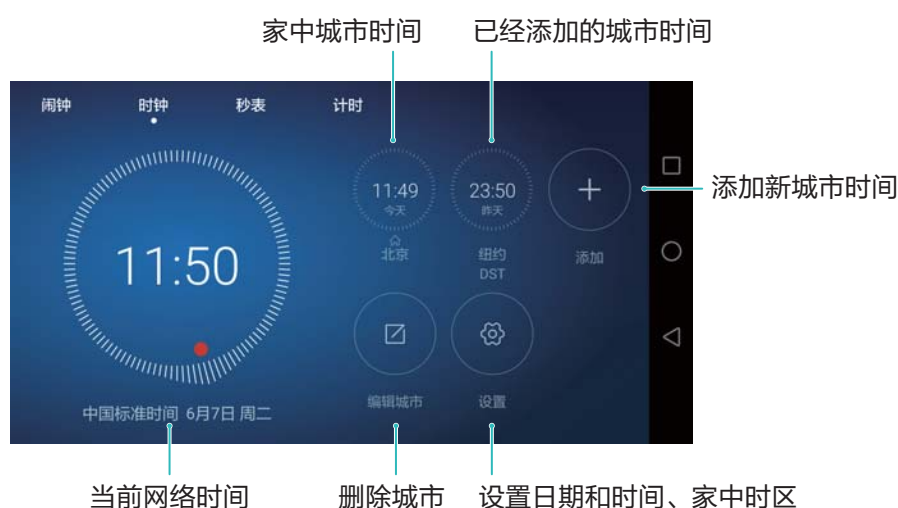 家中城市时间
已经添加的城市时间
闹钟
时钟
秒表
计时
11:49
今天
北京
23:50
昨天
纽约
DST
添加
添加新城市时间
11:50
中国标准时间 6月7日 周二
编辑城市
设置
当前网络时间
删除城市
设置日期和时间、家中时区